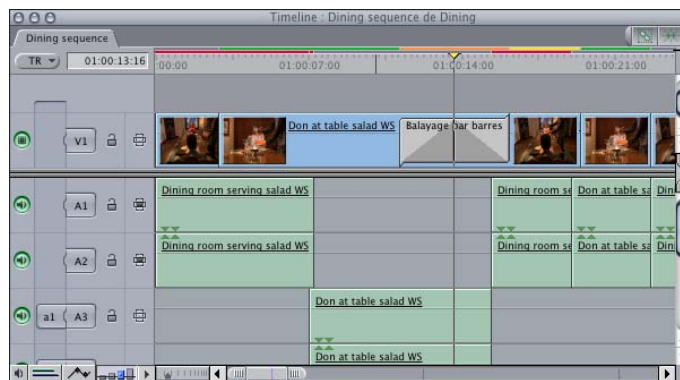 Timeline : Dining sequence de Dining
Dining sequence
TR 01:00:13:16 :00:00 01:00:07:00 01:00:14:00 01:00:21:00
V1 Don at table salad WS Balayage par barres
A1 Dining room serving salad WS Dining room se Don at table sa Din
A2 Dining room serving salad WS Dining room se Don at table sa Din
a1 A3 Don at table salad WS
Don at table salad WS